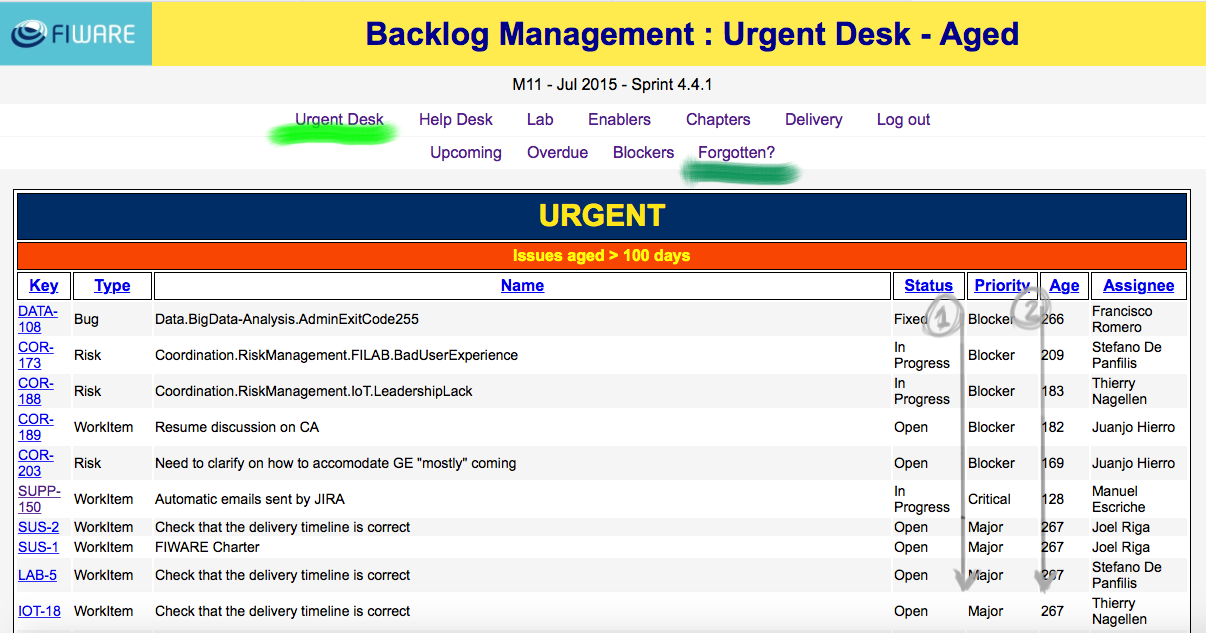 FIWARE
Backlog Management : Urgent Desk - Aged
M11 - Jul 2015 - Sprint 4.4.1
Urgent Desk Help Desk Lab Enablers Chapters Delivery Log out
Upcoming Overdue Blockers Forgotten?
URGENT
Issues aged > 100 days
Key Type Name Status Priority Age Assignee
DATA-108 Bug Data.BigData-Analysis.AdminExitCode255 Fixed 1 Blocker 2 266 Francisco Romero
COR-173 Risk Coordination.RiskManagement.FILAB.BadUserExperience In Progress Blocker 209 Stefano De Panfilis
COR-188 Risk Coordination.RiskManagement.IoT.LeadershipLack In Progress Blocker 183 Thierry Nagellen
COR-189 WorkItem Resume discussion on CA Open Blocker 182 Juanjo Hierro
COR-203 Risk Need to clarify on how to accomodate GE "mostly" coming Open Blocker 169 Juanjo Hierro
SUPP-150 WorkItem Automatic emails sent by JIRA In Progress Critical 128 Manuel Escriche
SUS-2 WorkItem Check that the delivery timeline is correct Open Major 267 Joel Riga
SUS-1 WorkItem FIWARE Charter Open Major 267 Joel Riga
LAB-5 WorkItem Check that the delivery timeline is correct Open Major 267 Stefano De Panfilis
IOT-18 WorkItem Check that the delivery timeline is correct Open Major 267 Thierry Nagellen